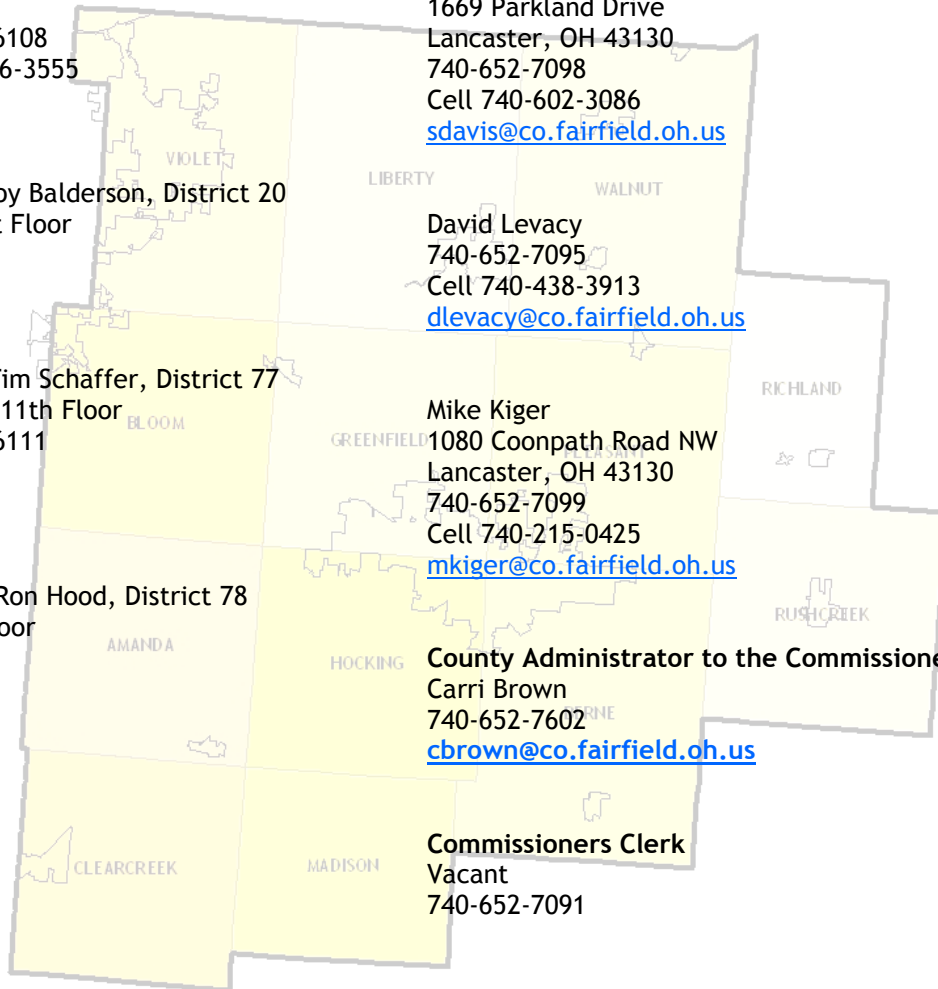 6108
6-3555
by Balderson, District 20
t Floor
Tim Schaffer, District 77
11th Floor
6111
Ron Hood, District 78
oor
1669 Parkland Drive
Lancaster, OH 43130
740-652-7098
Cell 740-602-3086
sdavis@co.fairfield.oh.us
David Levacy
740-652-7095
Cell 740-438-3913
dlevacy@co.fairfield.oh.us
Mike Kiger
1080 Coonpath Road NW
Lancaster, OH 43130
740-652-7099
Cell 740-215-0425
mkiger@co.fairfield.oh.us
County Administrator to the Commissione
Carri Brown
740-652-7602
cbrown@co.fairfield.oh.us
Commissioners Clerk
Vacant
740-652-7091
VIOLET
LIBERTY
WALNUT
BLOOM
GREENFIELD
PLEASANT
RICHLAND
AMANDA
HOCKING
BERNE
RUSHCREEK
CLEARCREEK
MADISON